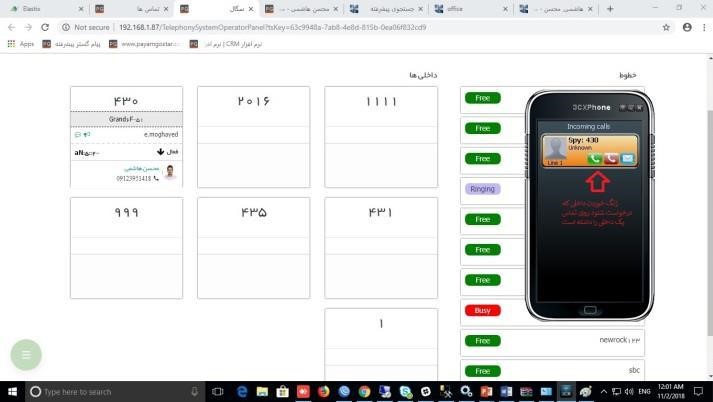 Elastix
تماس ها
سگال
محسن هاشمی - ...
جستجوی پیشرفته
office
هاشمی, محسن - ...
Not secure | 192.168.1.87/TelephonySystemOperatorPanel?tsKey=63c9948a-7ab8-4e8d-815b-0ea06f832cd9
Apps
پیام گستر پیشرفته
www.payamgostar.c
نرم افزار CRM | نرم افز
داخلی ها
خطوط
۴۳۰
۲۰۱۶
۱۱۱۱
e.moghaved
فعال
محسن هاشمی
09123951418
۹۹۹
۴۳۵
۴۳۱
۱
Free
Free
Free
Ringing
Free
Free
Free
Busy
Free
newrock ۱۲۳
Free
sbc
3CXPhone
Incoming calls
Spy: 430
Unknown
Line 1
زنگ خوردن داخلی که
درخواست شنود روی تماس
یک داخلی را داشته است
Type here to search
ENG
12:01 AM
11/2/2018